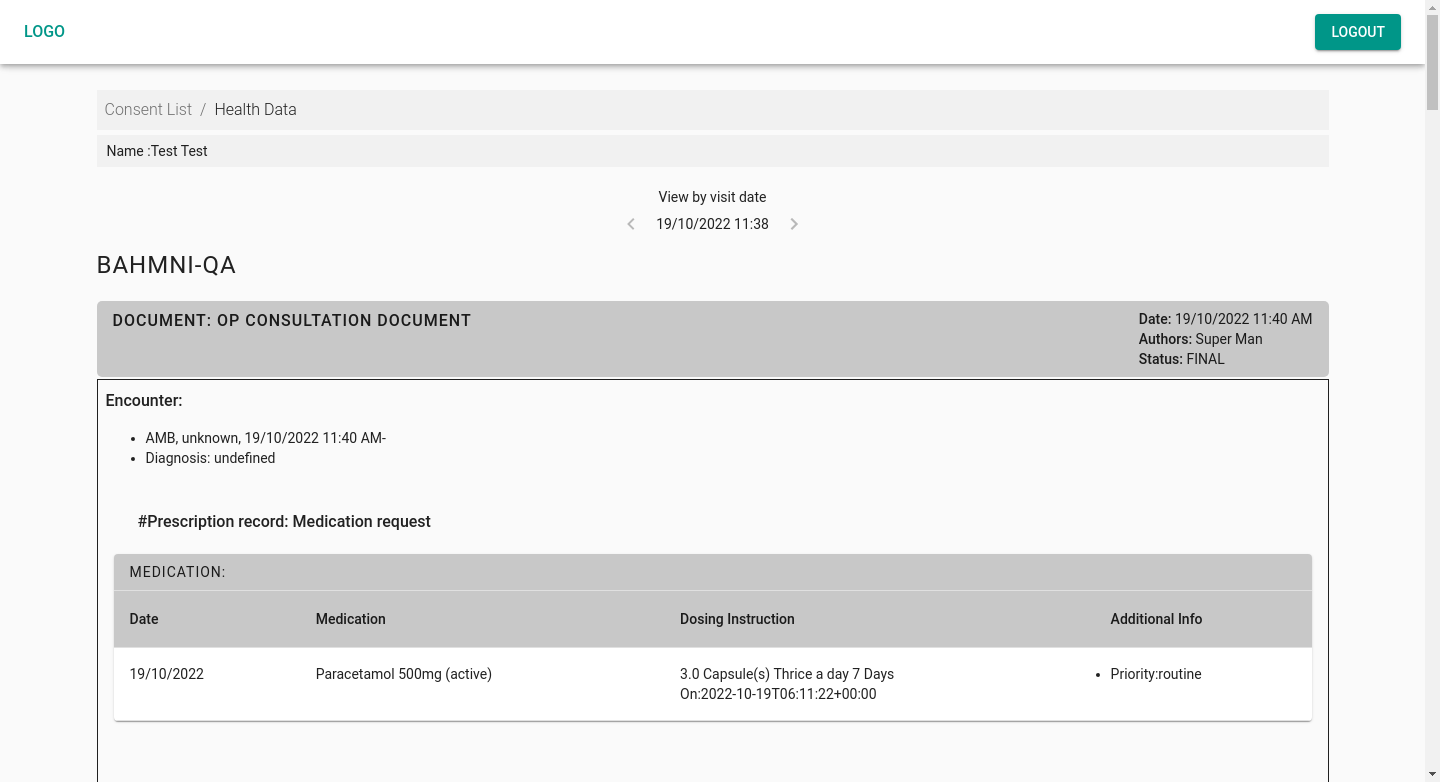 LOGO
LOGOUT
Consent List / Health Data
Name :Test Test
View by visit date
19/10/2022 11:38
BAHMNI-QA
DOCUMENT: OP CONSULTATION DOCUMENT
Date: 19/10/2022 11:40 AM
Authors: Super Man
Status: FINAL
Encounter:
AMB, unknown, 19/10/2022 11:40 AM-
Diagnosis: undefined
#Prescription record: Medication request
MEDICATION:
Date Medication Dosing Instruction Additional Info
19/10/2022 Paracetamol 500mg (active) 3.0 Capsule(s) Thrice a day 7 Days Priority:routine
On:2022-10-19T06:11:22+00:00